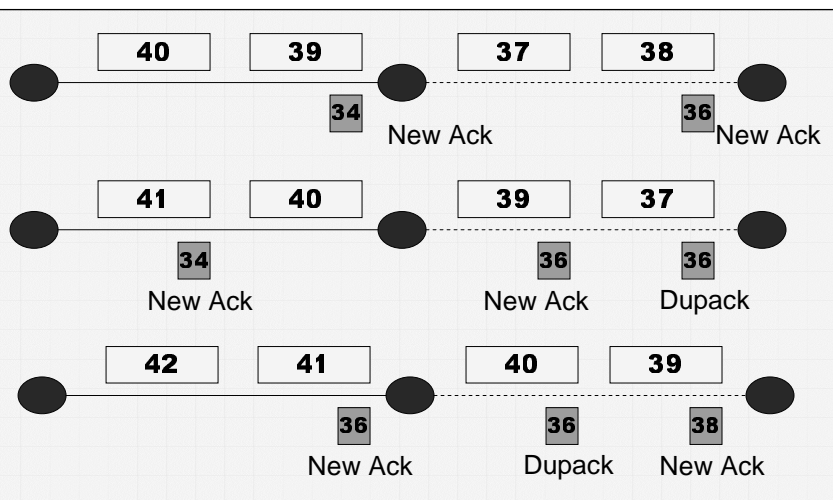 40 39 37 38
34 36
New Ack New Ack
41 40 39 37
34 36 36
New Ack New Ack Dupack
42 41 40 39
36 36 38
New Ack Dupack New Ack